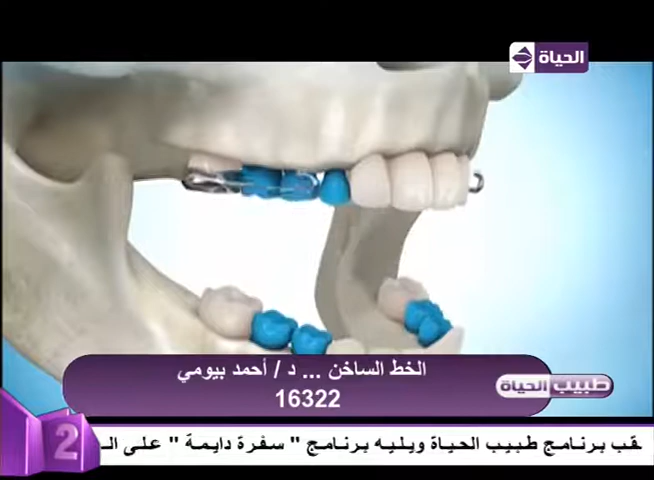 الحياة
الخط الساخن ... د / أحمد بيومي
16322
طبيب الحياة
2
برنامج طبيب الحياة ويليه برنامج " سفرة دايمة " على